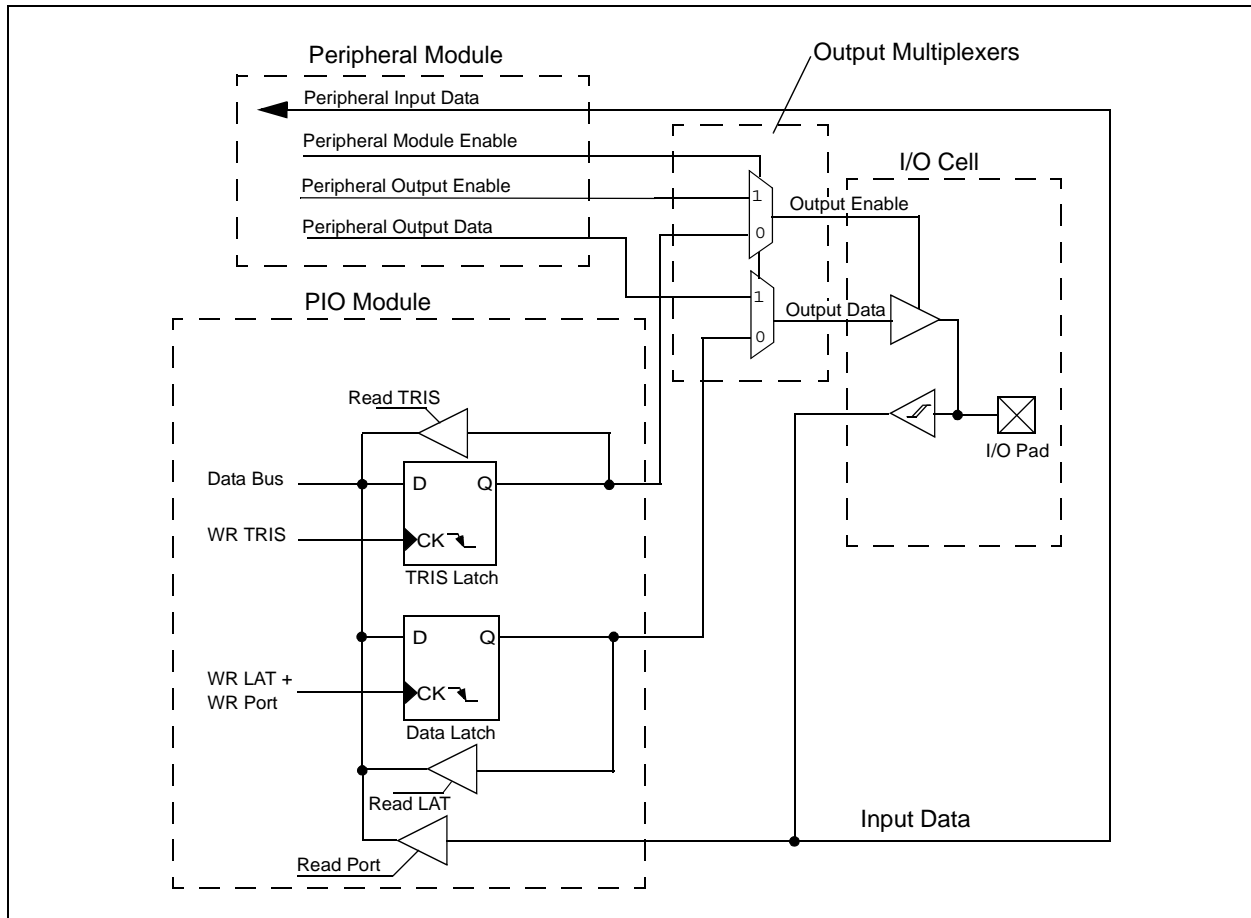 Peripheral Module
Output Multiplexers
Peripheral Input Data
Peripheral Module Enable
I/O Cell
Peripheral Output Enable
1
Output Enable
Peripheral Output Data
0
PIO Module
1
Output Data
0
Read TRIS
I/O Pad
Data Bus
D
Q
WR TRIS
CK
TRIS Latch
D
Q
WR LAT +
WR Port
CK
Data Latch
Read LAT
Input Data
Read Port